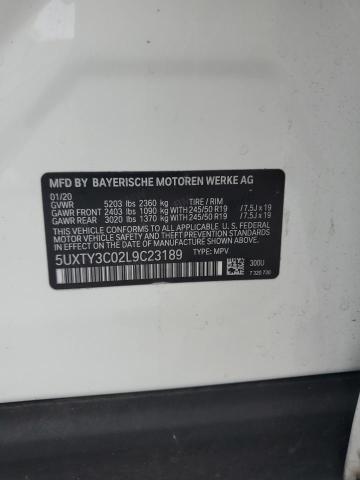 MFD BY BAYERISCHE MOTOREN WERKE AG
01/20
GVWR 5203 lbs 2360 kg TIRE / RIM
GAWR FRONT 2403 lbs 1090 kg WITH 245/50 R19 / 7.5J x 19
GAWR REAR 3020 lbs 1370 kg WITH 245/50 R19 / 7.5J x 19
THIS VEHICLE CONFORMS TO ALL APPLICABLE U. S. FEDERAL
MOTOR VEHICLE SAFETY, BUMPER, AND THEFT PREVENTION
STANDARDS IN EFFECT ON THE DATE OF MANUFACTURE SHOWN ABOVE.
5UXTY3C02L9C23189 TYPE: MPV
300U
7 320 730